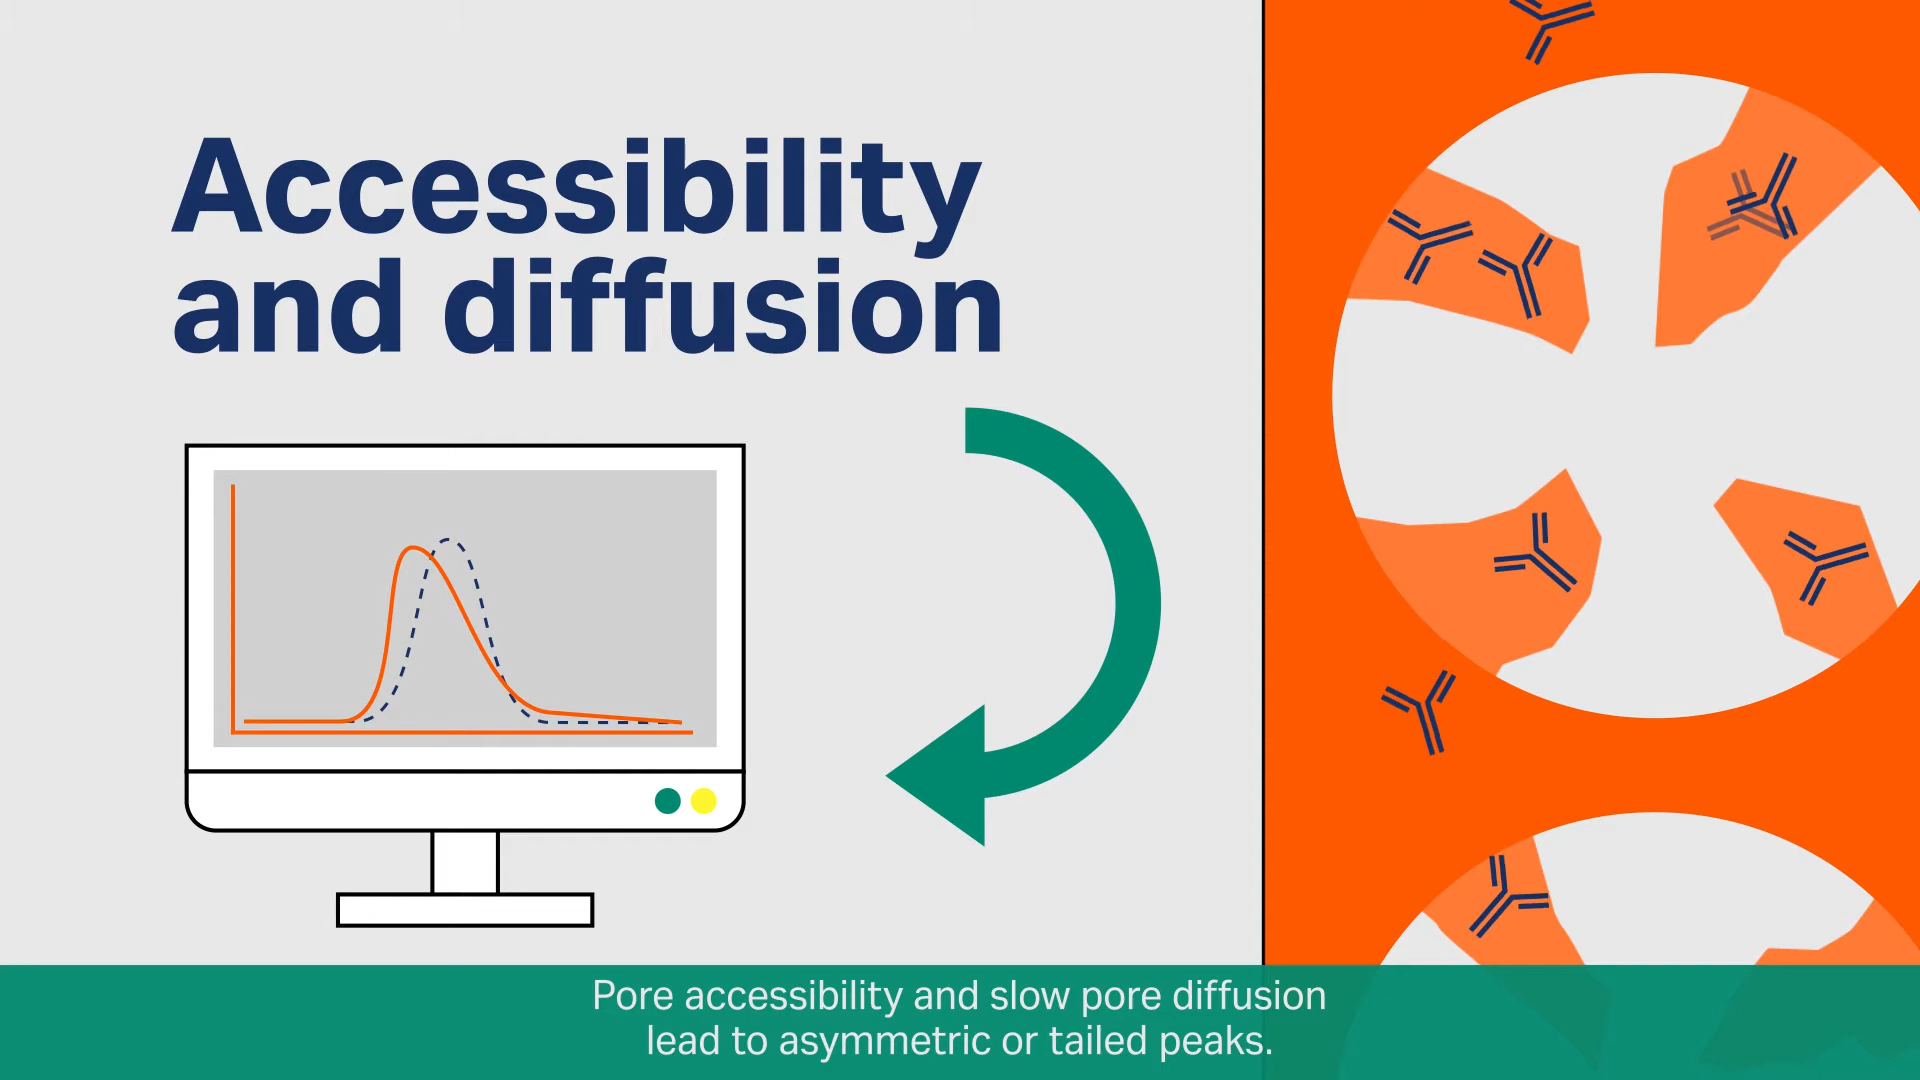 Accessibility
and diffusion
Pore accessibility and slow pore diffusion
lead to asymmetric or tailed peaks.